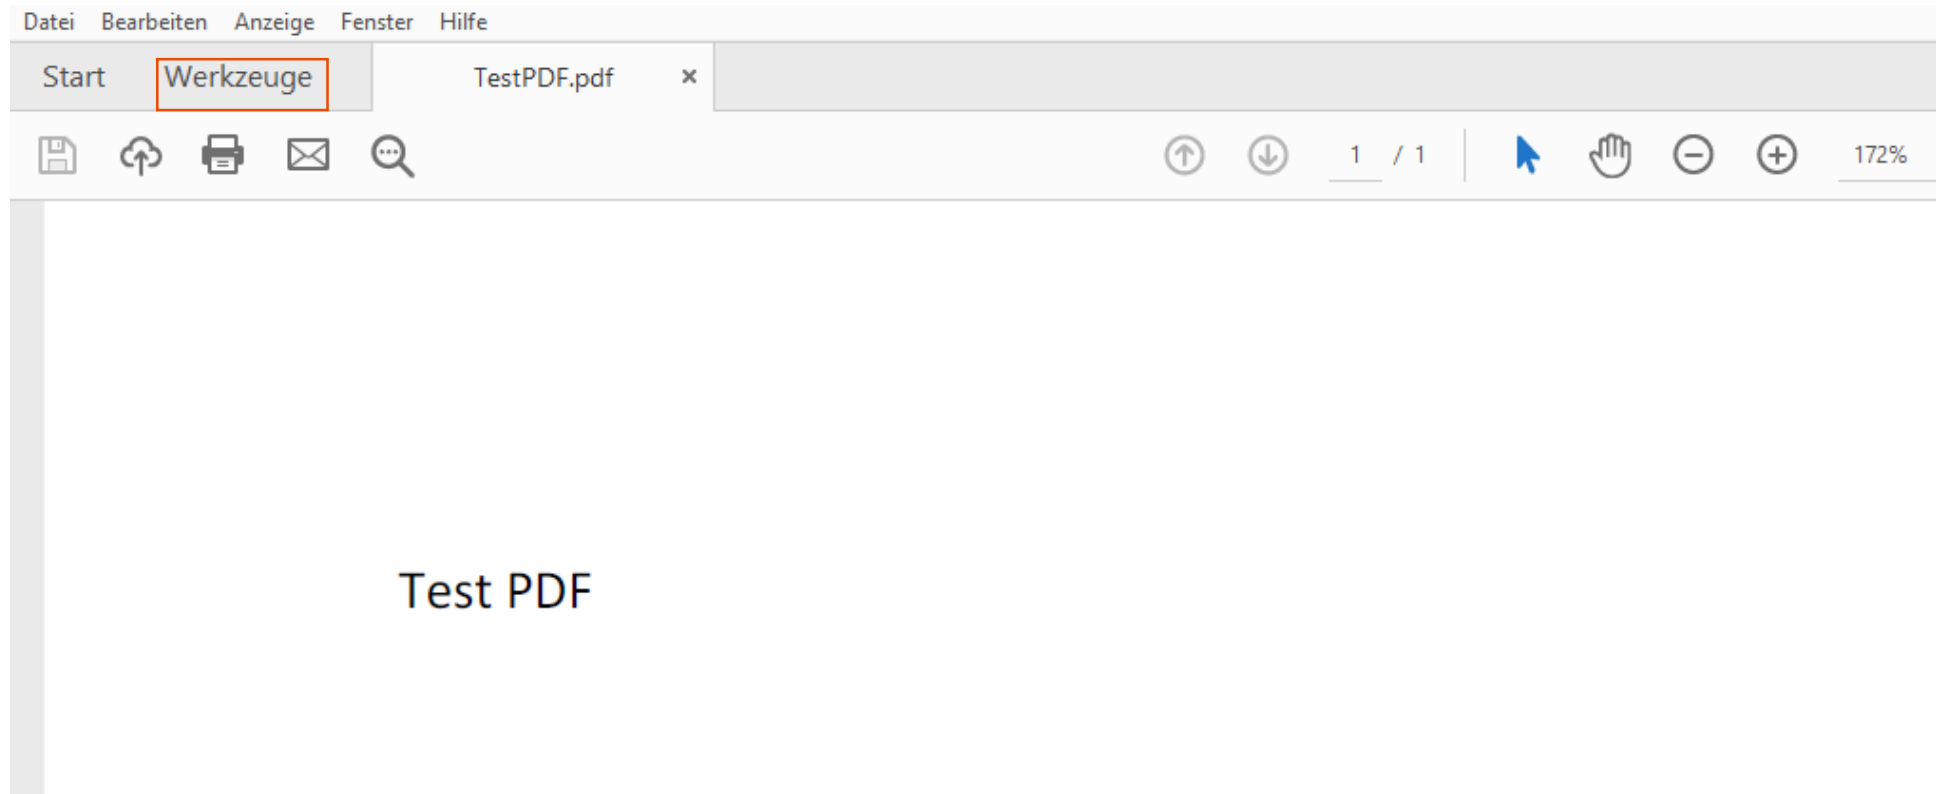 Datei Bearbeiten Anzeige Fenster Hilfe
Start Werkzeuge TestPDF.pdf ×
1 / 1 172%
Test PDF